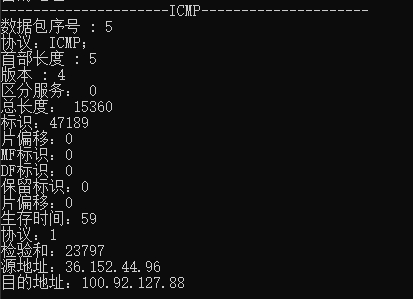 ---------------------ICMP---------------------
数据包序号 : 5
协议: ICMP;
首部长度 : 5
版本 : 4
区分服务: 0
总长度: 15360
标识: 47189
片偏移: 0
MF标识: 0
DF标识: 0
保留标识: 0
片偏移: 0
生存时间: 59
协议: 1
检验和: 23797
源地址: 36.152.44.96
目的地址: 100.92.127.88